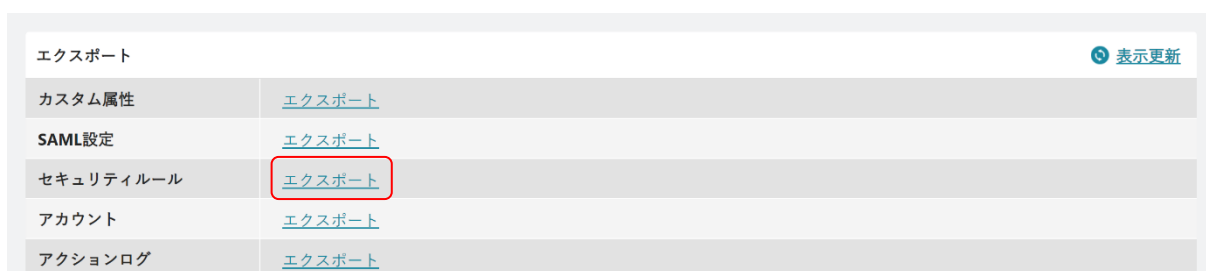 エクスポート 表示更新
カスタム属性 エクスポート
SAML設定 エクスポート
セキュリティルール エクスポート
アカウント エクスポート
アクションログ エクスポート